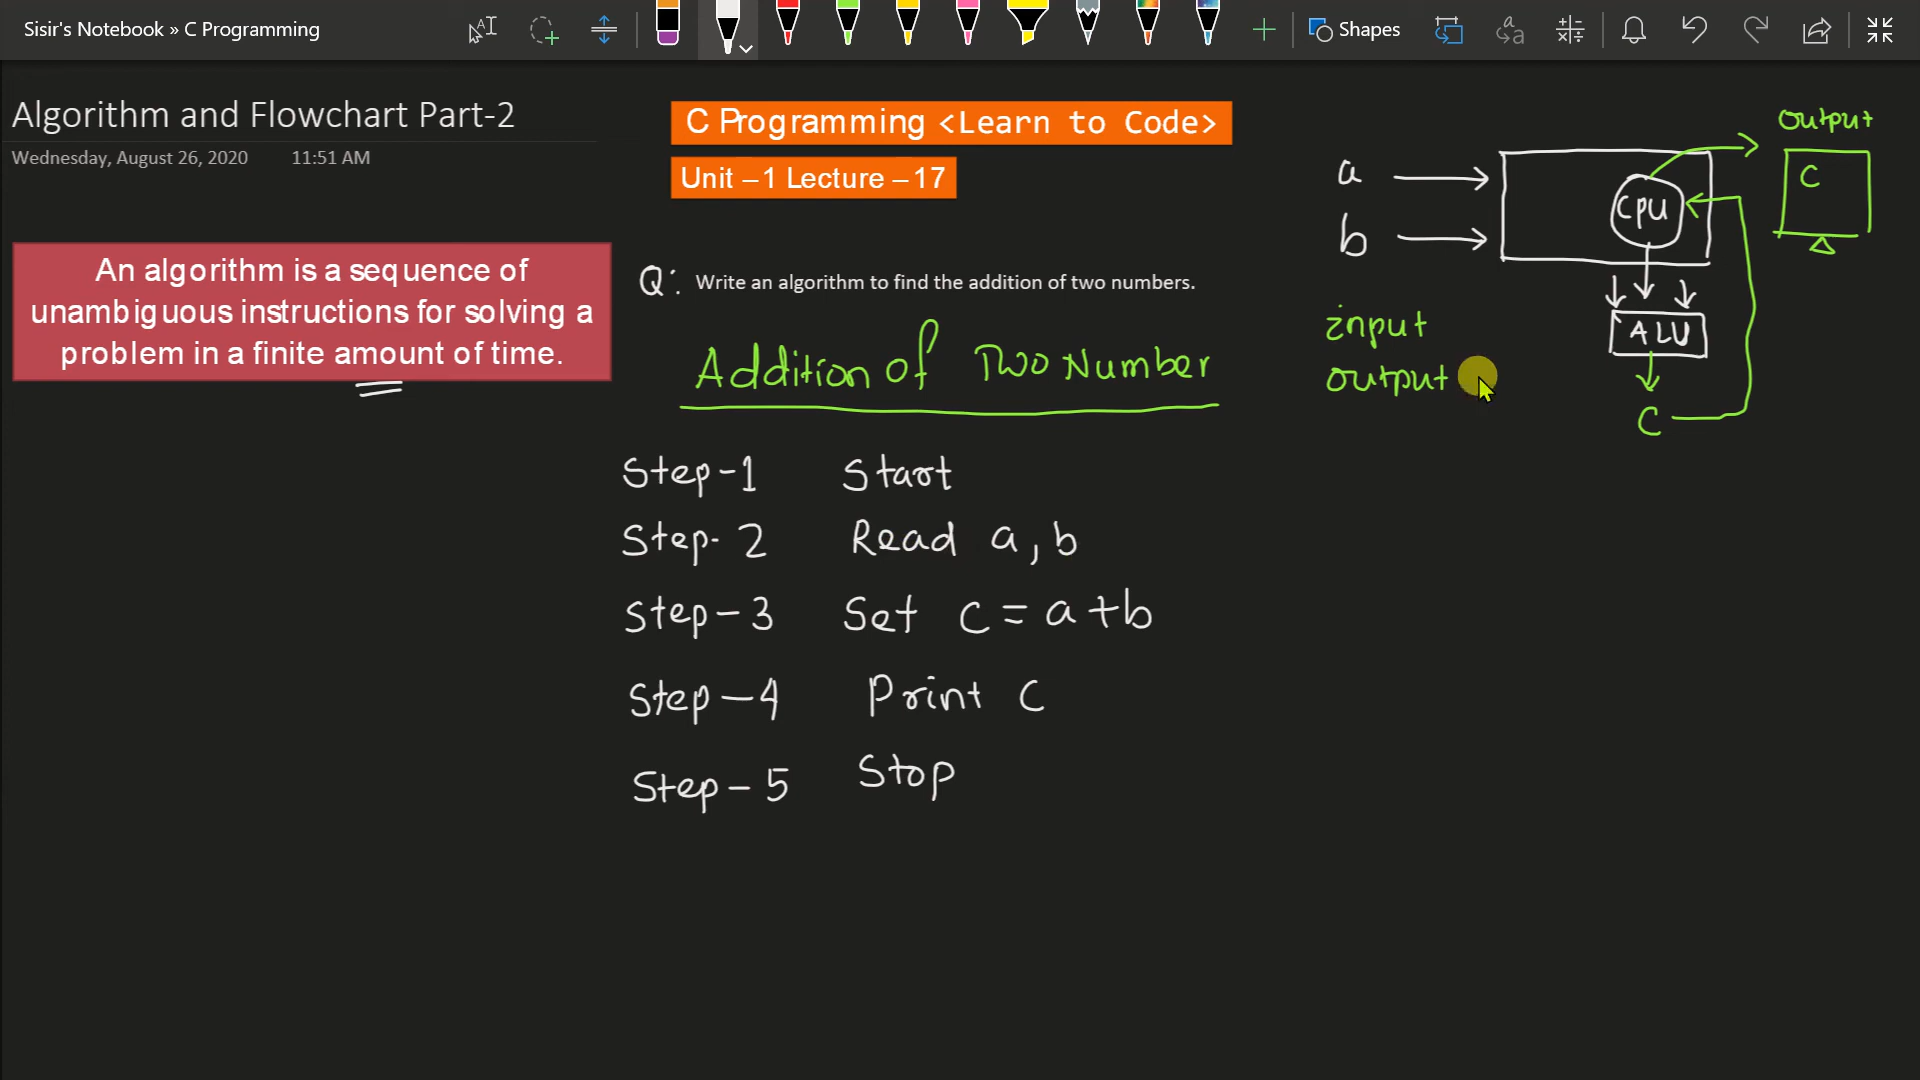 Sisir's Notebook » C Programming
Shapes
Algorithm and Flowchart Part-2
Wednesday, August 26, 2020 11:51 AM
C Programming <Learn to Code>
Unit –1 Lecture –17
An algorithm is a sequence of
unambiguous instructions for solving a
problem in a finite amount of time.
Q: Write an algorithm to find the addition of two numbers.
Addition of Two Number
Step-1 Start
Step-2 Read a, b
Step-3 Set c = a+b
Step-4 Print c
Step-5 Stop
output
a
b
CPU
C
ALU
C
input
output